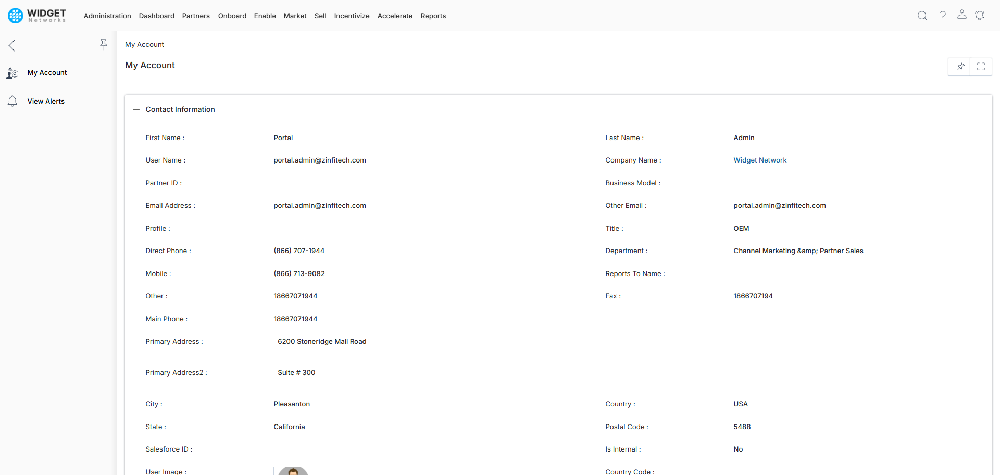 WIDGET
Networks
Administration Dashboard Partners Onboard Enable Market Sell Incentivize Accelerate Reports
My Account
View Alerts
My Account
My Account
Contact Information
First Name : Portal Last Name : Admin
User Name : portal.admin@zinfitech.com Company Name : Widget Network
Partner ID : Business Model :
Email Address : portal.admin@zinfitech.com Other Email : portal.admin@zinfitech.com
Profile : Title : OEM
Direct Phone : (866) 707-1944 Department : Channel Marketing &amp; Partner Sales
Mobile : (866) 713-9082 Reports To Name :
Other : 18667071944 Fax : 1866707194
Main Phone : 18667071944
Primary Address : 6200 Stoneridge Mall Road
Primary Address2 : Suite # 300
City : Pleasanton Country : USA
State : California Postal Code : 5488
Salesforce ID : Is Internal : No
User Image : Country Code :